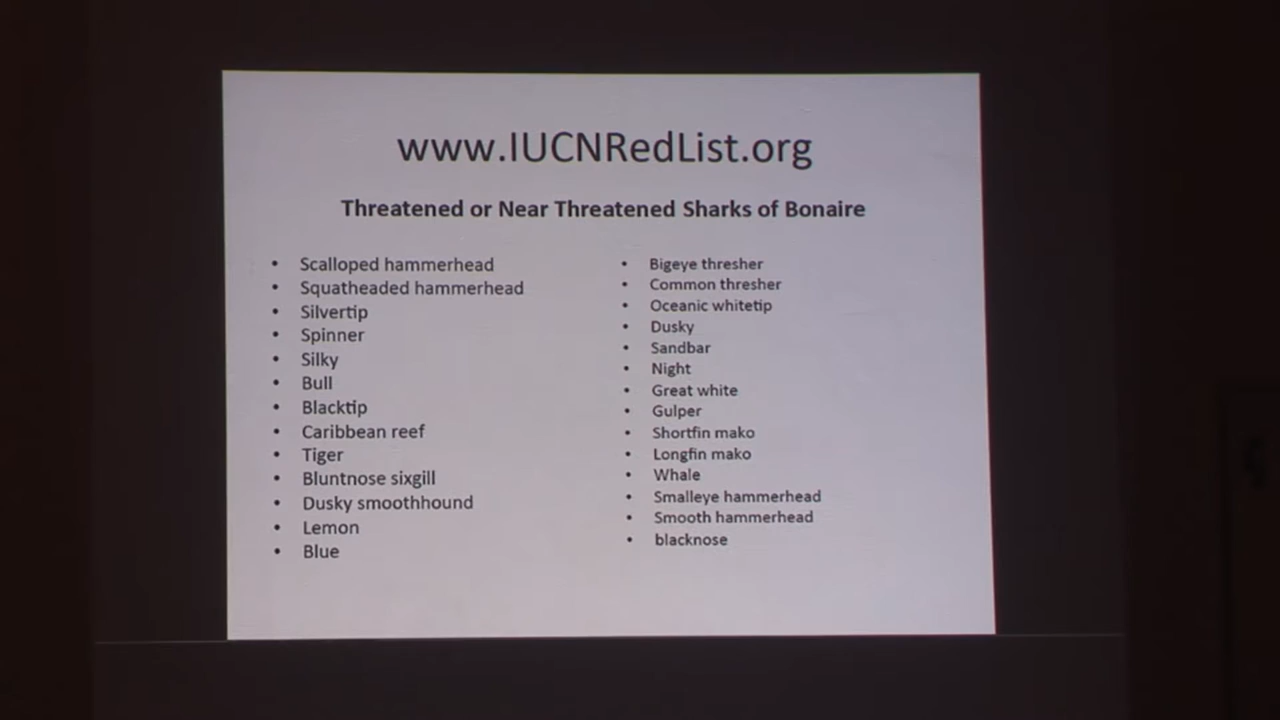 www.IUCNRedList.org
Threatened or Near Threatened Sharks of Bonaire
• Scalloped hammerhead
• Squatheaded hammerhead
• Silvertip
• Spinner
• Silky
• Bull
• Blacktip
• Caribbean reef
• Tiger
• Bluntnose sixgill
• Dusky smoothhound
• Lemon
• Blue
• Bigeye thresher
• Common thresher
• Oceanic whitetip
• Dusky
• Sandbar
• Night
• Great white
• Gulper
• Shortfin mako
• Longfin mako
• Whale
• Smalleye hammerhead
• Smooth hammerhead
• blacknose